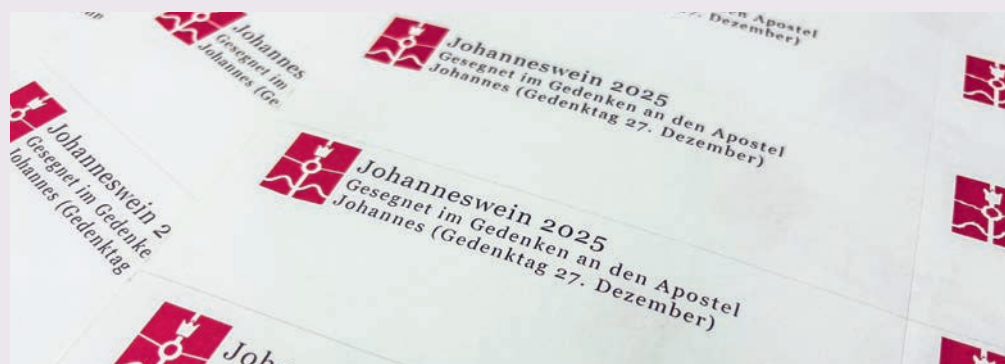 Apostel
Dezember)
Johanneswein 2025
Gesegnet im Gedenken an den Apostel
Johannes (Gedenktag 27. Dezember)
Johannes
Gesegnet im
Johannes (Ge
Johanneswein 2
Gesegnet im Gedenke
Johannes (Gedenktag
Johanneswein 2025
Gesegnet im Gedenken an den Apostel
Johannes (Gedenktag 27. Dezember)
Joh